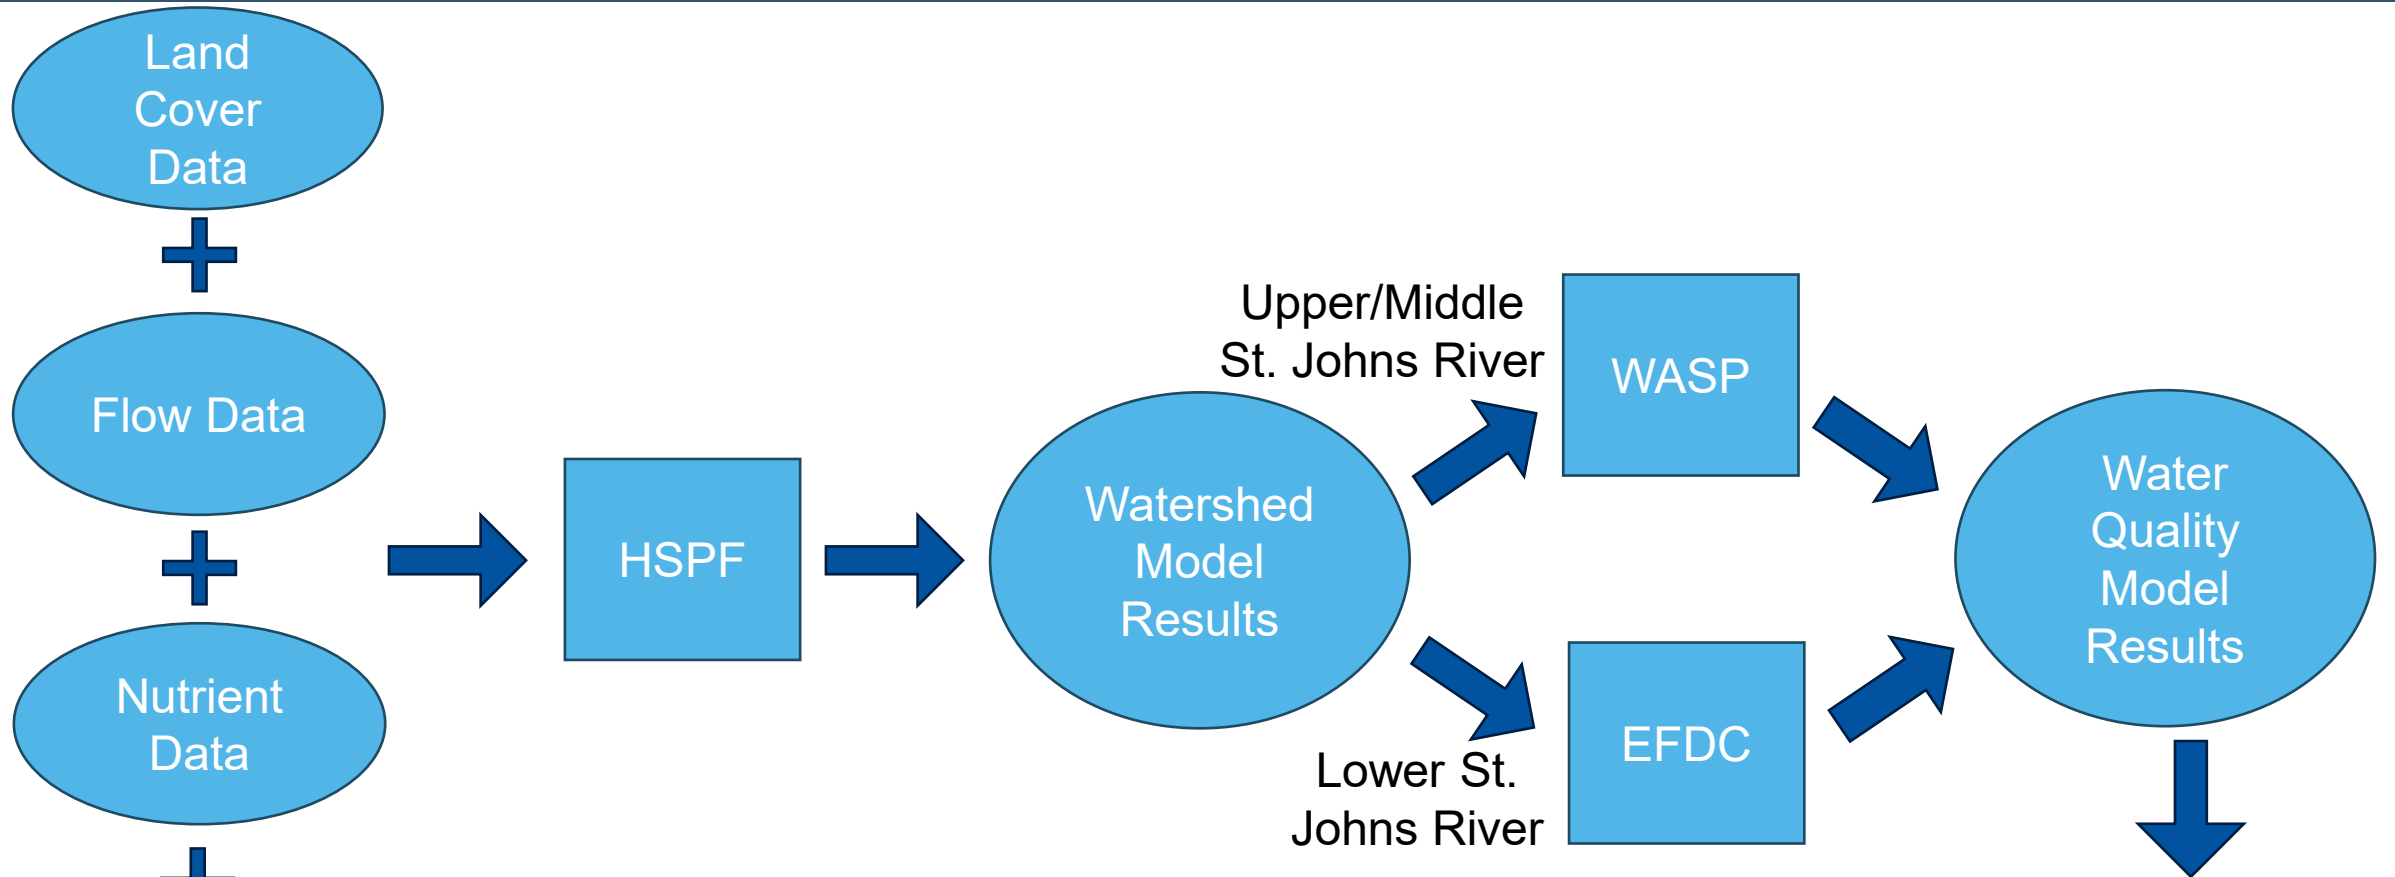 Land
Cover
Data
Flow Data
Nutrient
Data
HSPF
Watershed
Model
Results
Upper/Middle
St. Johns River
WASP
Lower St.
Johns River
EFDC
Water
Quality
Model
Results